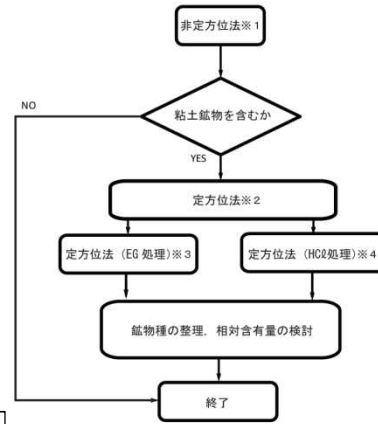 非定方位法※1
粘土鉱物を含むか
NO
YES
定方位法※2
定方位法（EG 処理）※3
定方位法（HCℓ処理）※4
鉱物種の整理，相対含有量の検討
終了